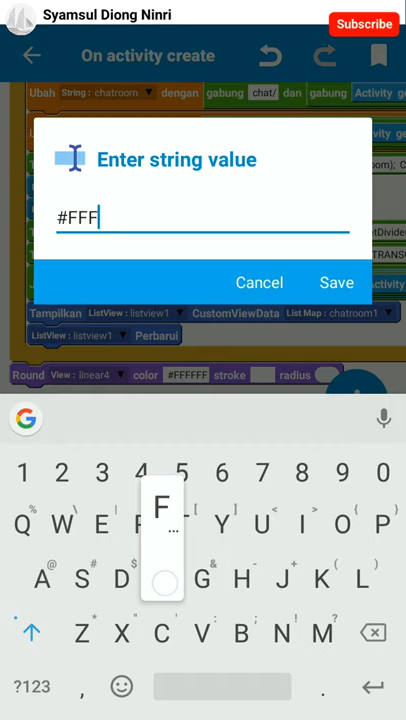 Syamsul Diong Ninri
Subscribe
On activity create
Ubah String : chatroom dengan gabung chat/ dan gabung Activity ge
Enter string value
#FFF
Cancel Save
Tampilkan ListView : listview1 CustomViewData List Map : chatroom1
ListView : listview1 Perbarui
Round View : linear4 color #FFFFFF stroke radius
G
1 2 3 4 5 6 7 8 9 0
Q W E R T Y U I O P
A S D F G H J K L
Z X C V B N M
?123 , .